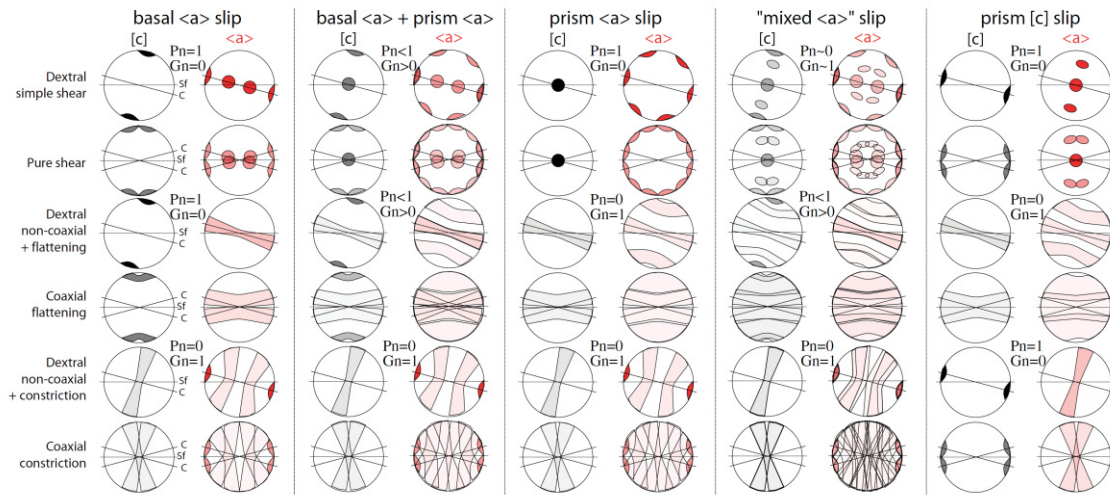 basal <a> slip
basal <a> + prism <a>
prism <a> slip
"mixed <a>" slip
prism [c] slip
[c] <a> [c] <a> [c] <a> [c] <a> [c] <a>
Pn=1 Pn<1 Pn=1 Pn~0 Pn=1
Gn=0 Gn>0 Gn=0 Gn~1 Gn=0
Dextral
simple shear
Sf
C
Pure shear
C
Sf
C
Pn=1 Pn<1 Pn=0 Pn<1 Pn=0
Gn=0 Gn>0 Gn=1 Gn>0 Gn=1
Dextral
non-coaxial
+ flattening
Sf
C
Coaxial
flattening
C
Sf
C
Pn=0 Pn=0 Pn=0 Pn=0 Pn=1
Gn=1 Gn=1 Gn=1 Gn=1 Gn=0
Dextral
non-coaxial
+ constriction
Sf
C
Coaxial
constriction
C
Sf
C